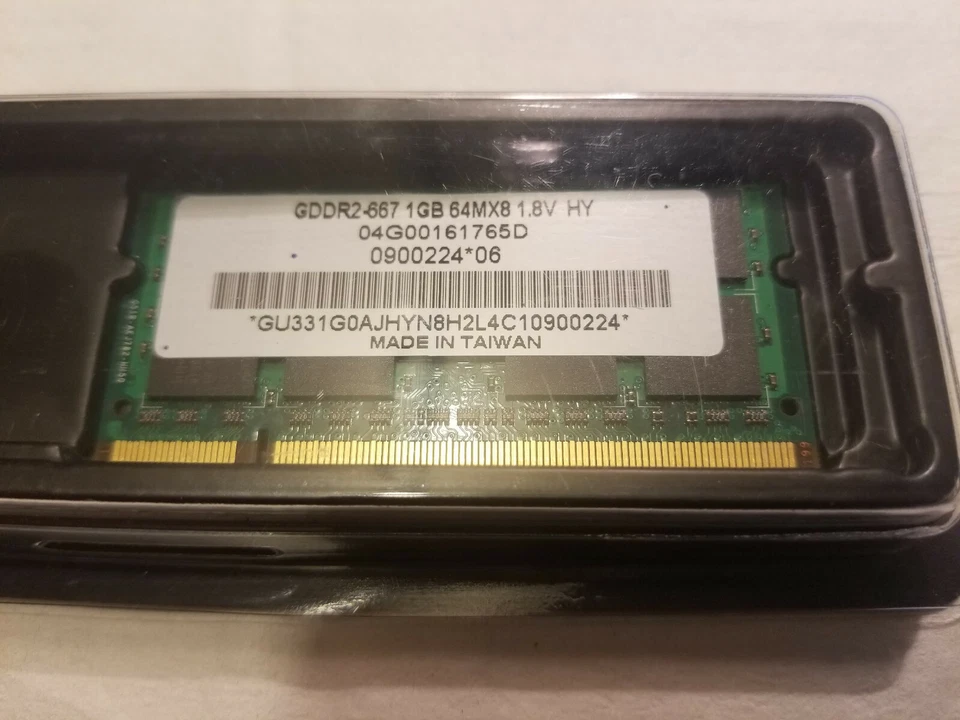 GDDR2-667 1GB 64MX8 1.8V HY
04G00161765D
0900224*06
*GU331G0AJHYN8H2L4C10900224*
MADE IN TAIWAN